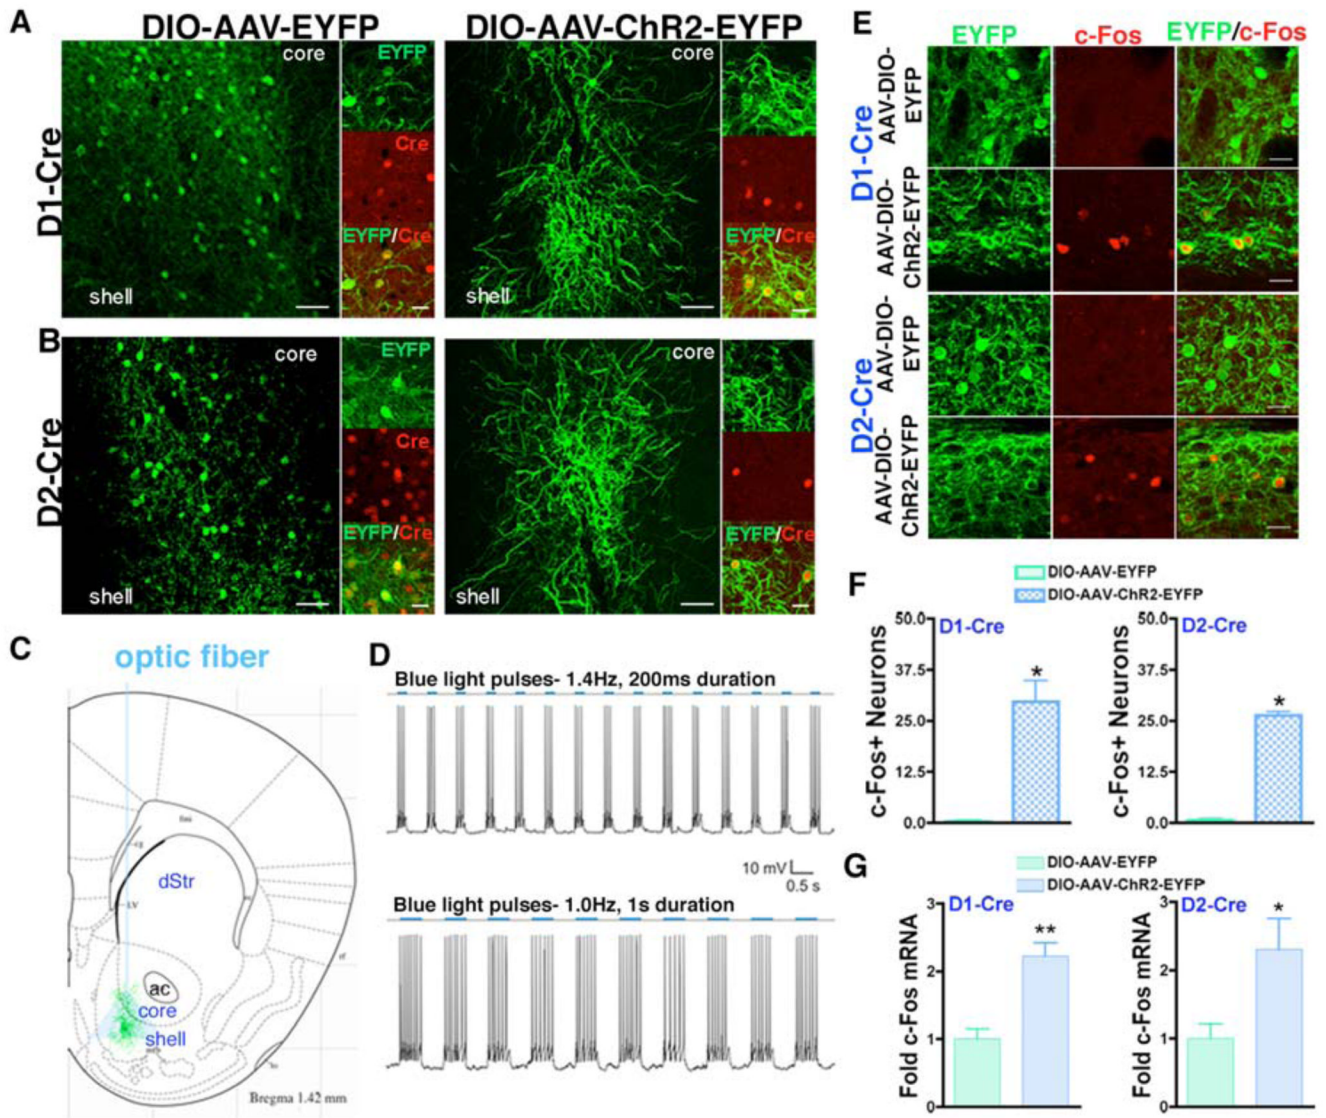 A
DIO-AAV-EYFP
DIO-AAV-ChR2-EYFP
D1-Cre
core
shell
EYFP
Cre
EYFP/Cre
core
shell
EYFP/Cre
B
D2-Cre
core
shell
EYFP
Cre
EYFP/Cre
core
shell
EYFP/Cre
C
optic fiber
dStr
LV
ac
core
shell
Bregma 1.42 mm
D
Blue light pulses- 1.4Hz, 200ms duration
10 mV
0.5 s
Blue light pulses- 1.0Hz, 1s duration
E
EYFP
c-Fos
EYFP/c-Fos
D1-Cre
AAV-DIO-
EYFP
AAV-DIO-
ChR2-EYFP
D2-Cre
AAV-DIO-
EYFP
AAV-DIO-
ChR2-EYFP
F
DIO-AAV-EYFP
DIO-AAV-ChR2-EYFP
c-Fos+ Neurons
50.0
37.5
25.0
12.5
0.0
D1-Cre
*
c-Fos+ Neurons
50.0
37.5
25.0
12.5
0.0
D2-Cre
*
G
DIO-AAV-EYFP
DIO-AAV-ChR2-EYFP
Fold c-Fos mRNA
3
2
1
0
D1-Cre
**
Fold c-Fos mRNA
3
2
1
0
D2-Cre
*